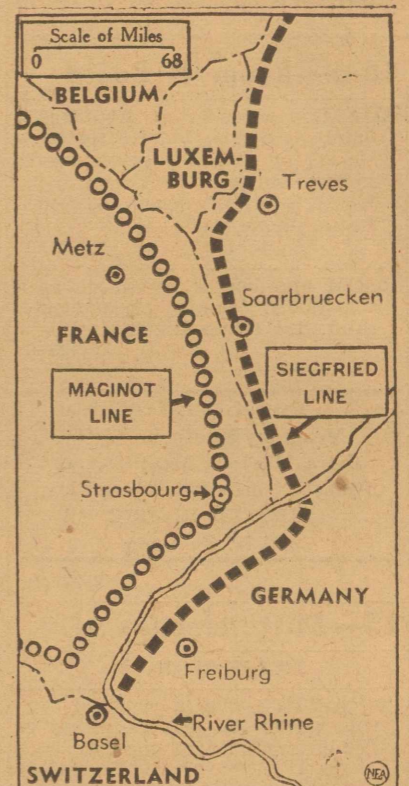 Scale of Miles
0 68
BELGIUM
LUXEM-
BURG
Treves
Metz
Saarbruecken
FRANCE
SIEGFRIED
LINE
MAGINOT
LINE
Strasbourg
GERMANY
Freiburg
River Rhine
Basel
SWITZERLAND
NEA